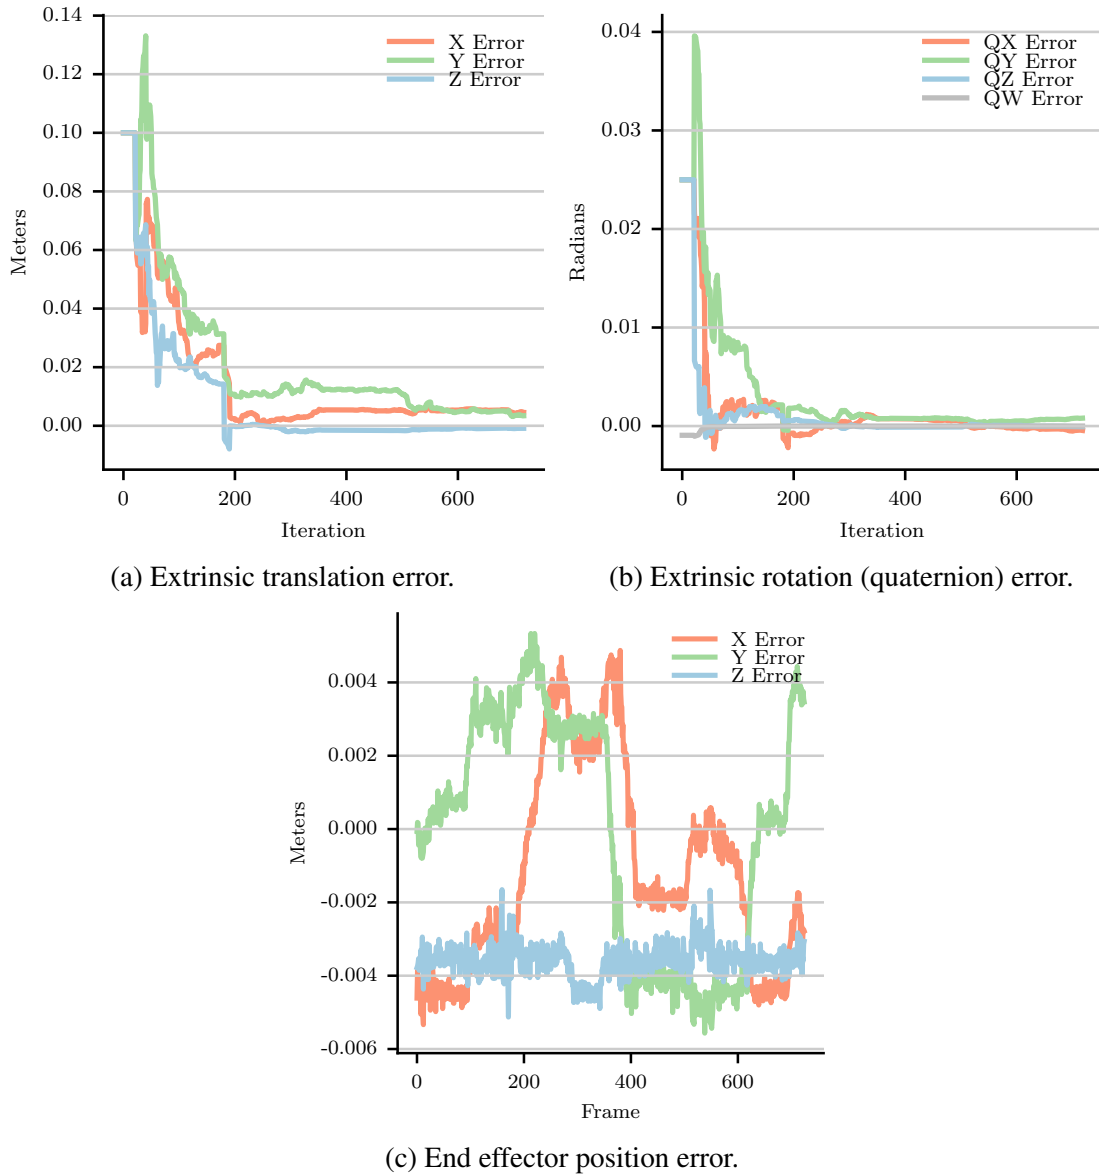 0.14
0.12
0.10
0.08
0.06
0.04
0.02
0.00
Meters
X Error
Y Error
Z Error
0 200 400 600
Iteration
(a) Extrinsic translation error.
0.04
0.03
0.02
0.01
0.00
Radians
QX Error
QY Error
QZ Error
QW Error
0 200 400 600
Iteration
(b) Extrinsic rotation (quaternion) error.
0.004
0.002
0.000
-0.002
-0.004
-0.006
Meters
X Error
Y Error
Z Error
0 200 400 600
Frame
(c) End effector position error.